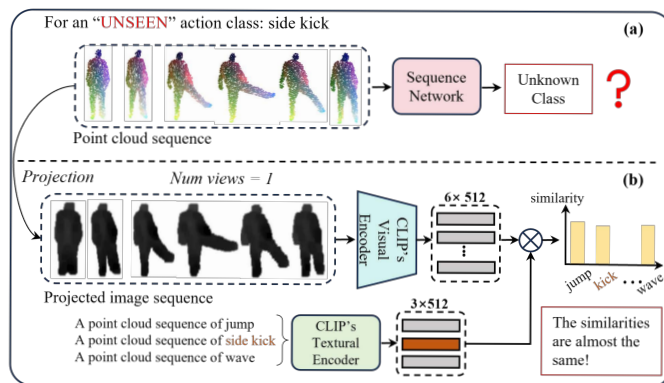 For an “UNSEEN” action class: side kick
(a)
Sequence
Network
Unknown
Class
?
Point cloud sequence
Projection
Num views = 1
(b)
CLIP's
Visual
Encoder
6× 512
similarity
jump
kick
...
wave
Projected image sequence
3×512
A point cloud sequence of jump
A point cloud sequence of side kick
A point cloud sequence of wave
CLIP's
Textural
Encoder
The similarities
are almost the
same!